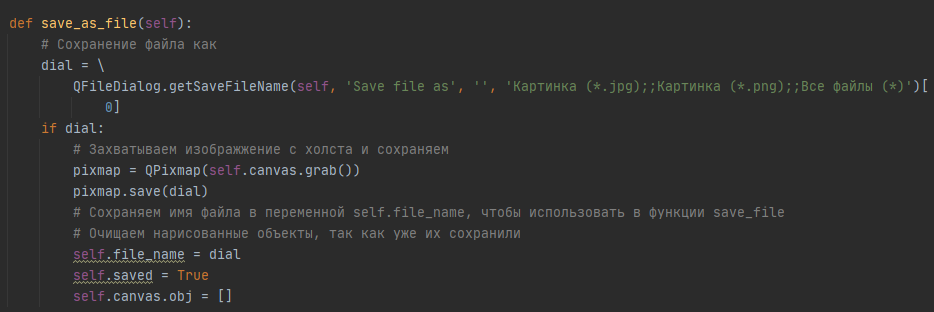 def save_as_file(self):
# Сохранение файла как
dial = \
QFileDialog.getSaveFileName(self, 'Save file as', '', 'Картинка (*.jpg);;Картинка (*.png);;Все файлы (*)')[
0]
if dial:
# Захватываем изображжение с холста и сохраняем
pixmap = QPixmap(self.canvas.grab())
pixmap.save(dial)
# Сохраняем имя файла в переменной self.file_name, чтобы использовать в функции save_file
# Очищаем нарисованные объекты, так как уже их сохранили
self.file_name = dial
self.saved = True
self.canvas.obj = []